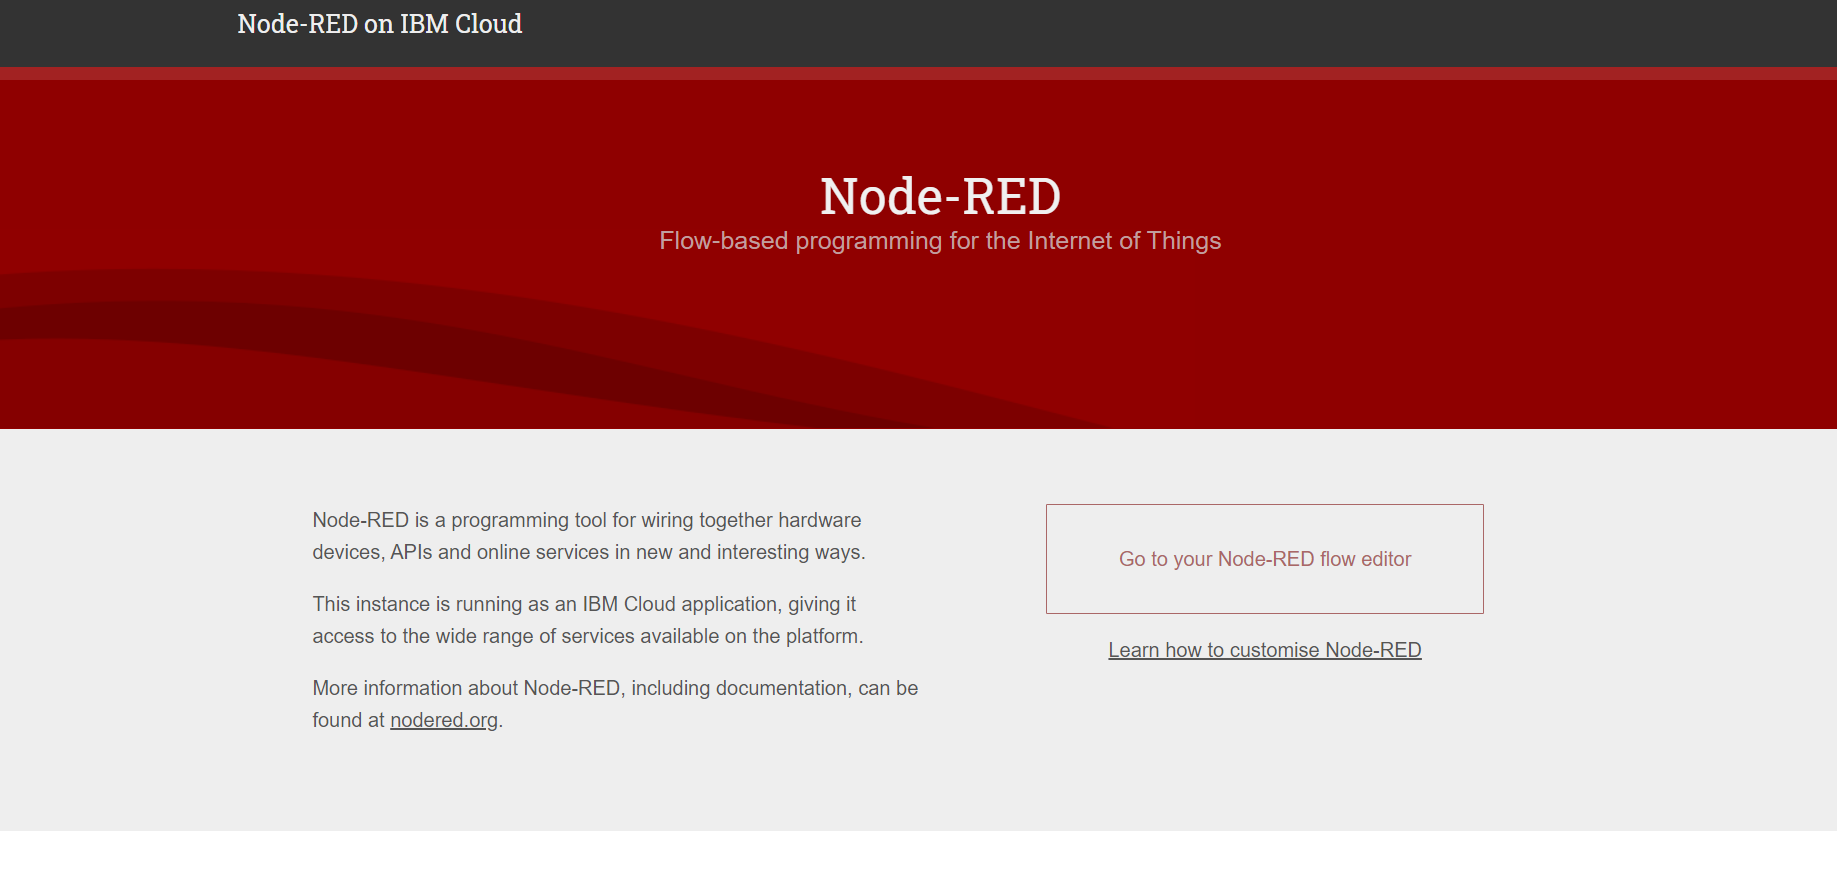 Node-RED on IBM Cloud
Node-RED
Flow-based programming for the Internet of Things
Node-RED is a programming tool for wiring together hardware
devices, APIs and online services in new and interesting ways.
This instance is running as an IBM Cloud application, giving it
access to the wide range of services available on the platform.
More information about Node-RED, including documentation, can be
found at nodered.org.
Go to your Node-RED flow editor
Learn how to customise Node-RED